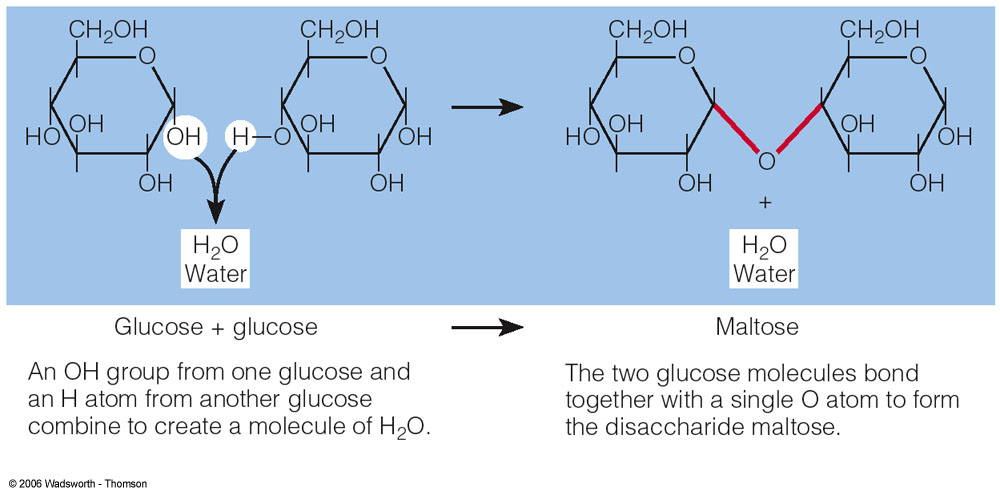 CH₂OH CH₂OH CH₂OH CH₂OH
O O O O
HO OH OH H O OH OH HO OH OH OH
OH OH O OH OH
+
H₂O H₂O
Water Water
Glucose + glucose Maltose
An OH group from one glucose and
an H atom from another glucose
combine to create a molecule of H₂O.
The two glucose molecules bond
together with a single O atom to form
the disaccharide maltose.
© 2006 Wadsworth - Thomson